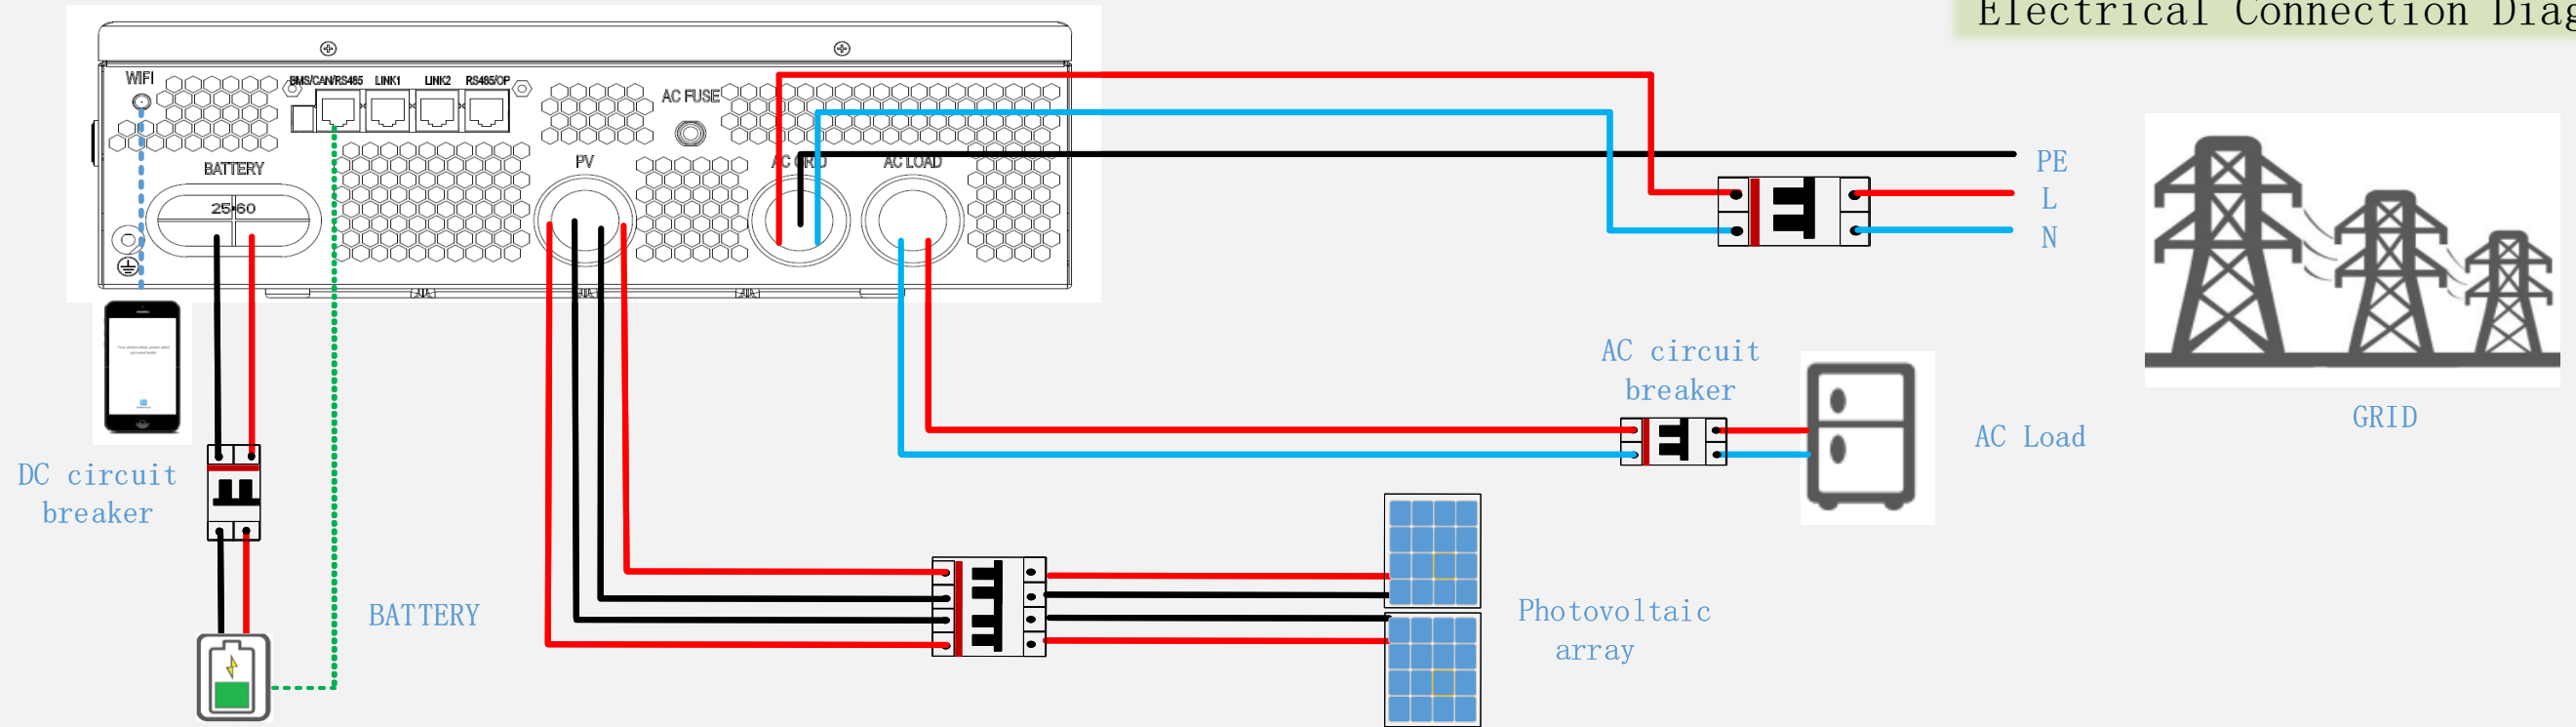 Electrical Connection Diag
WIFI
BMS/CAN/RS485 LINK1 LINK2 RS485/OP
AC FUSE
BATTERY
PV
AC GRID
AC LOAD
25-60
PE
L
N
GRID
AC circuit
breaker
AC Load
DC circuit
breaker
BATTERY
Photovoltaic
array